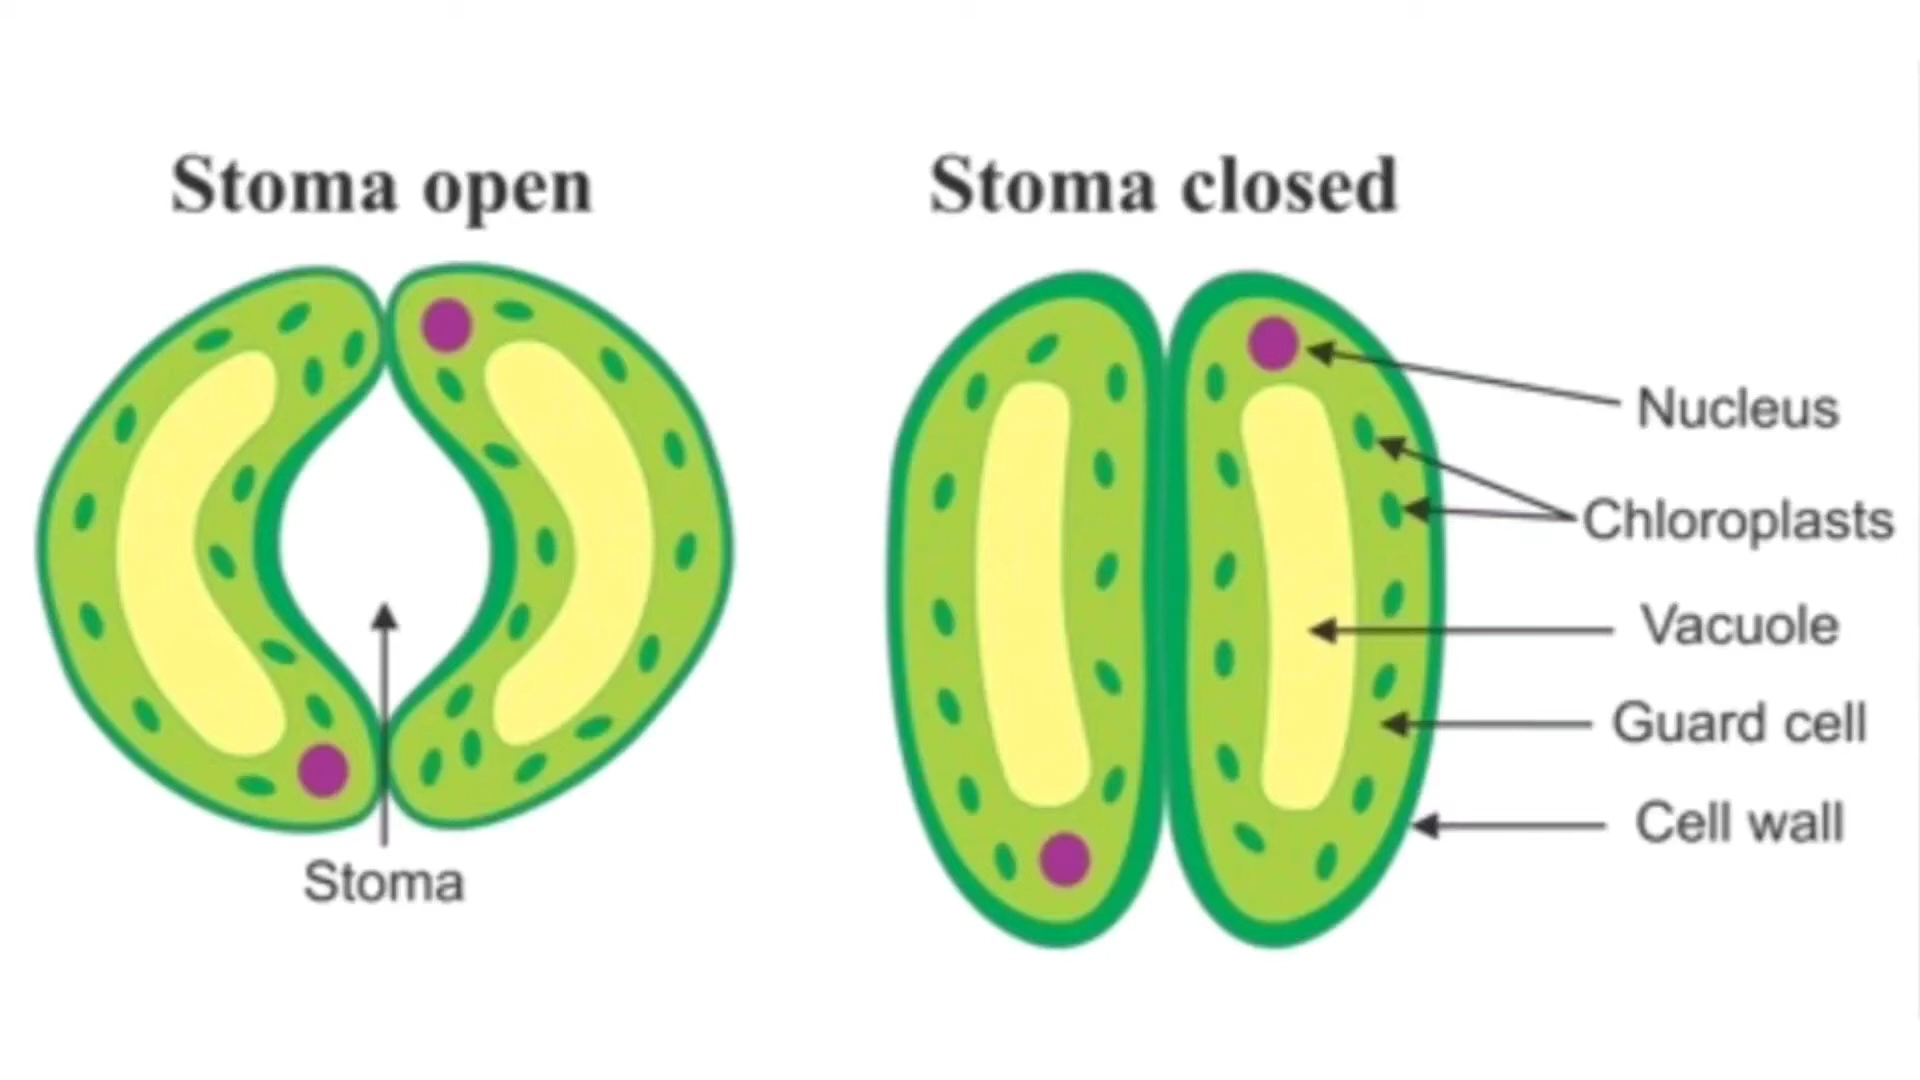 Stoma open
Stoma closed
Nucleus
Chloroplasts
Vacuole
Guard cell
Cell wall
Stoma